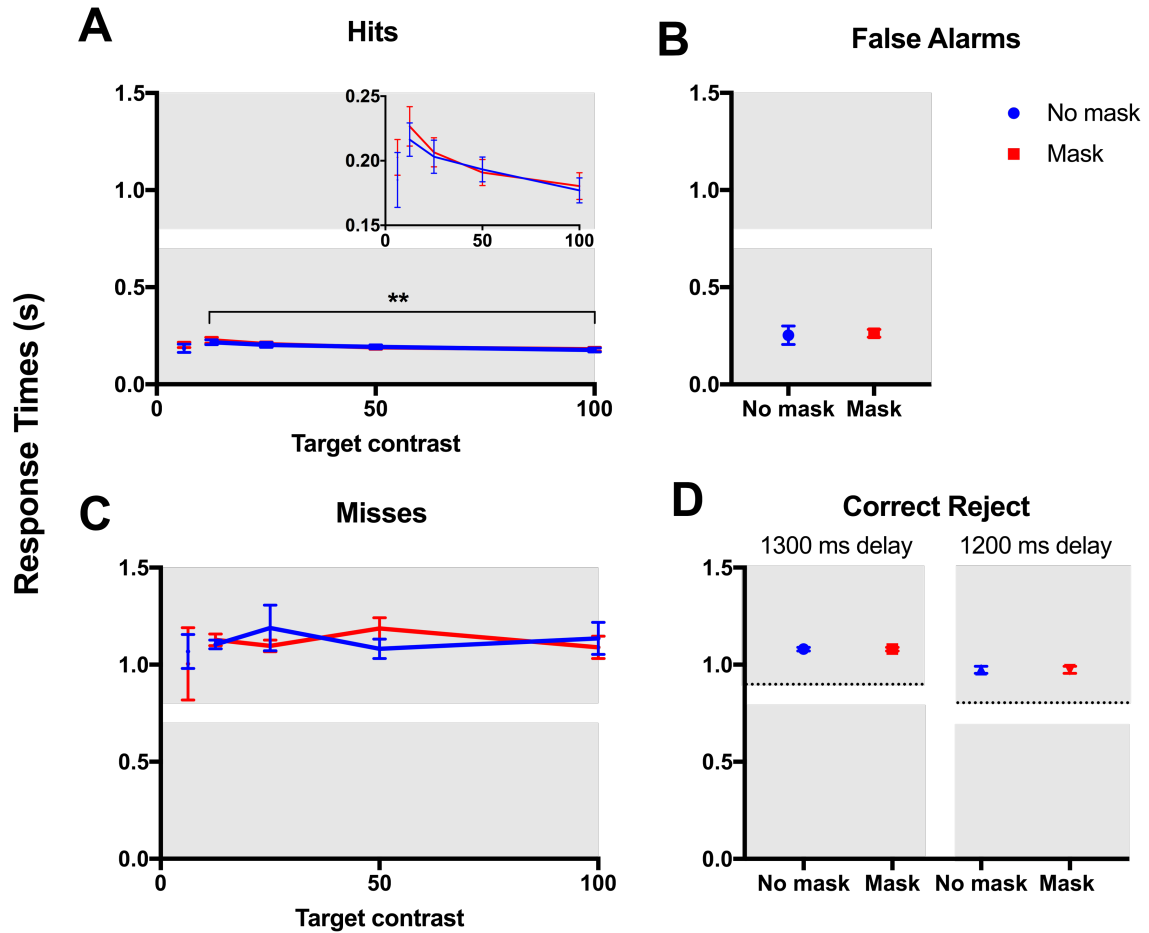 A
Hits
1.5
1.0
0.5
0.0
0.25
0.20
0.15
0 50 100
**
0 50 100
Target contrast
B
False Alarms
1.5
1.0
0.5
0.0
No mask Mask
No mask
Mask
Response Times (s)
C
Misses
1.5
1.0
0.5
0.0
0 50 100
Target contrast
D
Correct Reject
1300 ms delay 1200 ms delay
1.5
1.0
0.5
0.0
No mask Mask No mask Mask